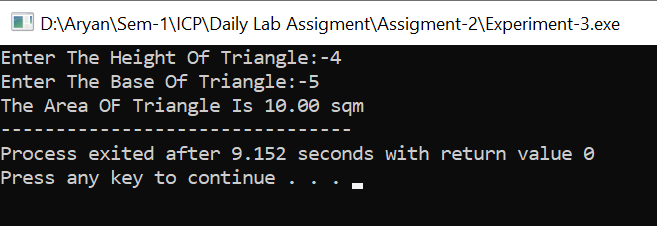 D:\Aryan\Sem-1\ICP\Daily Lab Assigment\Assigment-2\Experiment-3.exe
Enter The Height Of Triangle:-4
Enter The Base Of Triangle:-5
The Area OF Triangle Is 10.00 sqm
--------------------------------
Process exited after 9.152 seconds with return value 0
Press any key to continue . . .